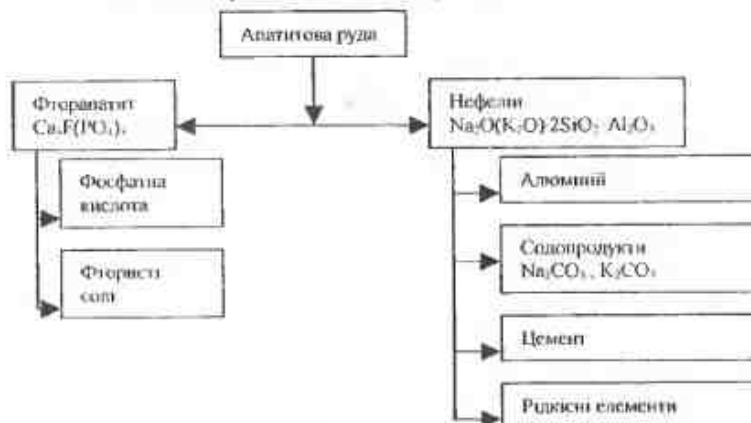 Апатитова руда
Фторапатит
Ca₅F(PO₄)₃
Нефелін
Na₂O(K₂O)·2SiO₂·Al₂O₃
Фосфатна
кислота
Фтористі
солі
Алюміній
Содопродукти
Na₂CO₃, K₂CO₃
Цемент
Рідкісні елементи